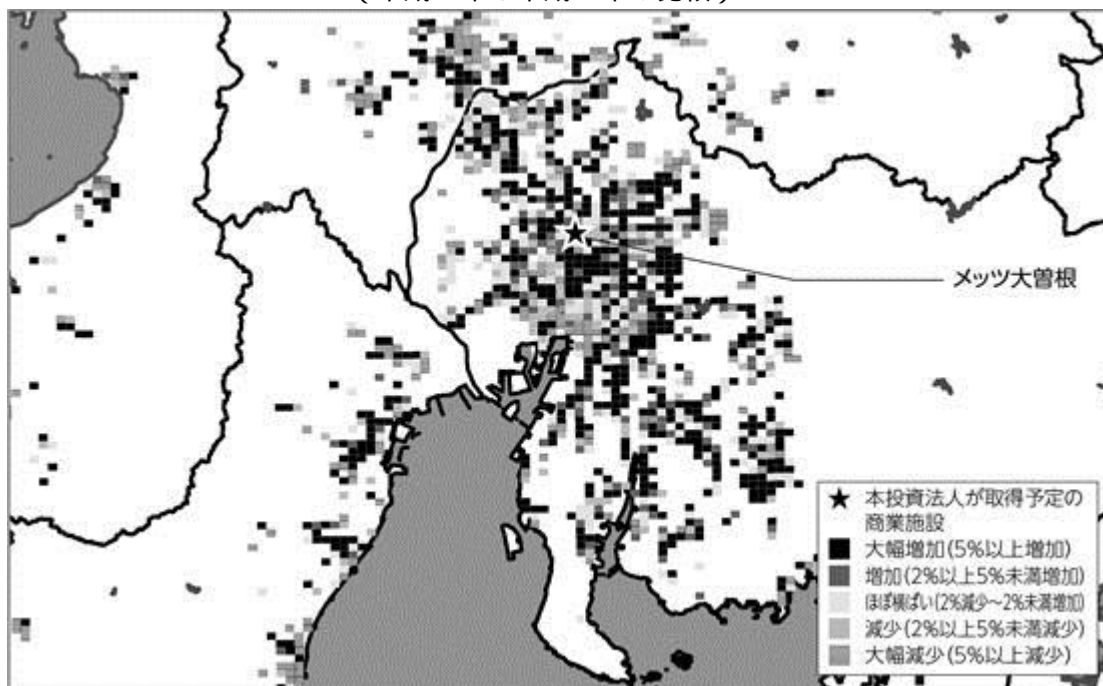 メッツ大曽根
★ 本投資法人が取得予定の
商業施設
大幅増加(5%以上増加)
増加(2%以上5%未満増加)
ほぼ横ばい(2%減少～2%未満増加)
減少(2%以上5%未満減少)
大幅減少(5%以上減少)